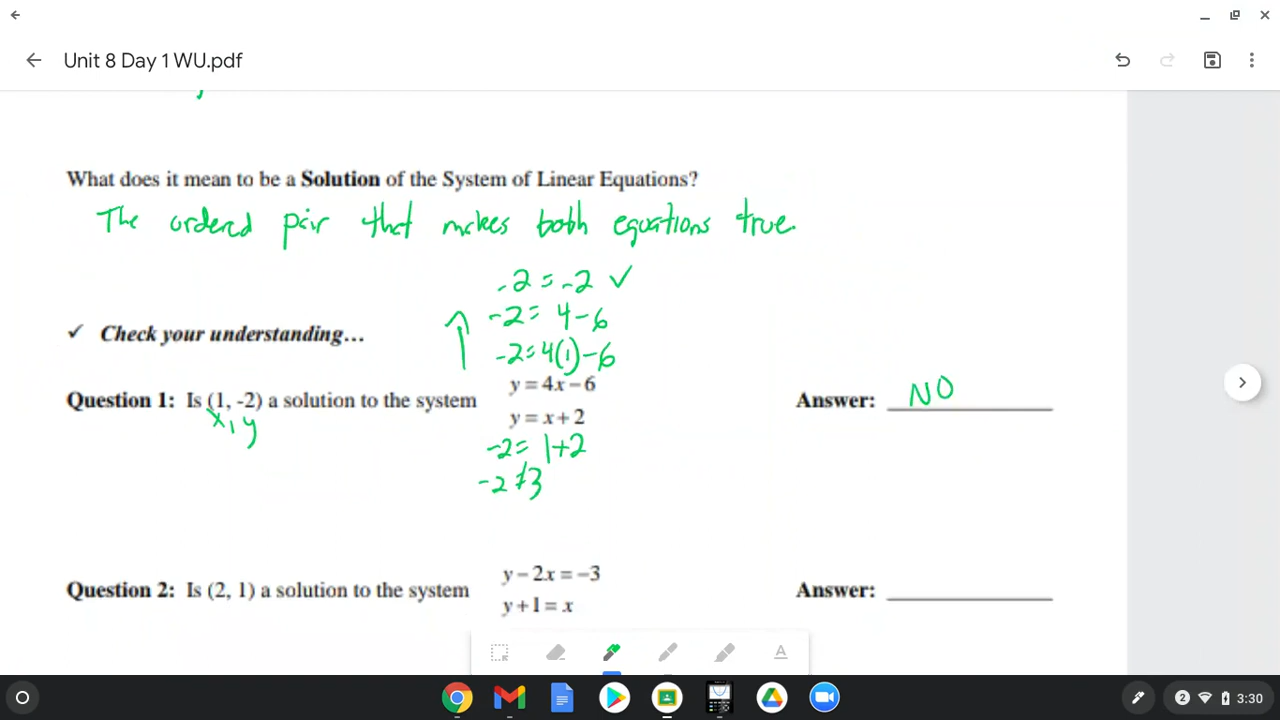 Unit 8 Day 1 WU.pdf
What does it mean to be a Solution of the System of Linear Equations?
The ordered pair that makes both equations true.
-2 = -2 ✓
-2 = 4-6
✓ Check your understanding…
-2=4(1)-6
y = 4x – 6
Question 1: Is (1, -2) a solution to the system
Answer: NO
x, y
y = x + 2
-2 = 1+2
-2 ≠ 3
y – 2x = –3
Question 2: Is (2, 1) a solution to the system
Answer:
y + 1 = x
A
2
3:30